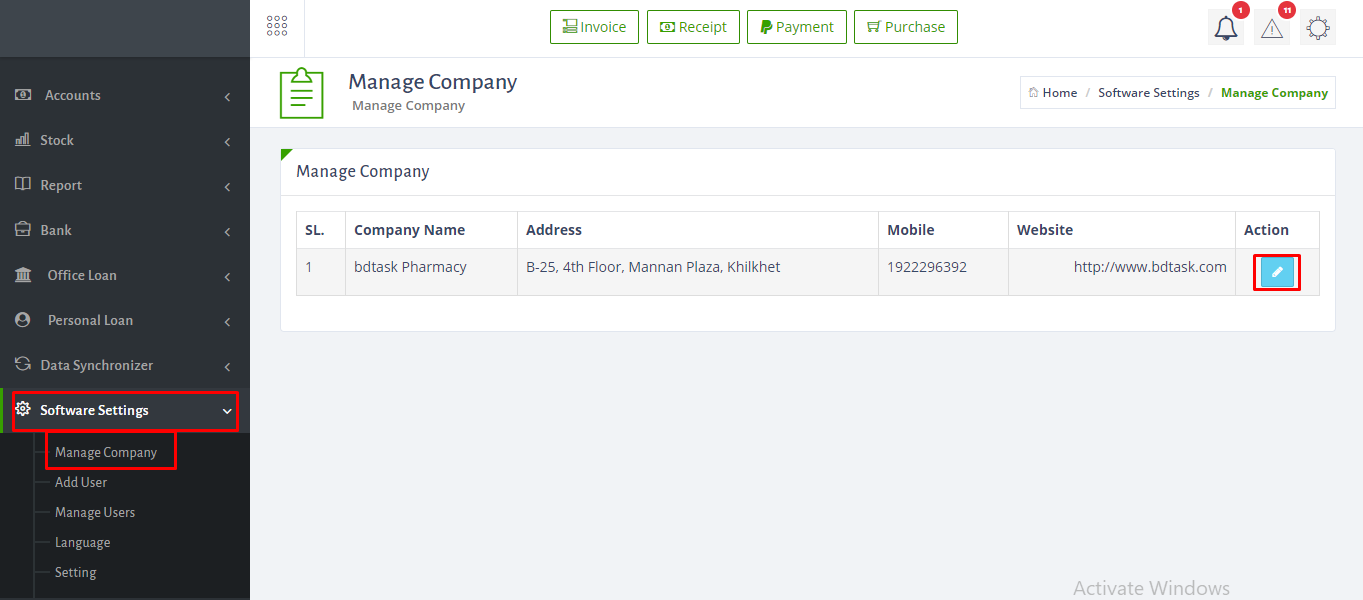 Invoice
Receipt
Payment
Purchase
1
11
Manage Company
Manage Company
Home / Software Settings / Manage Company
Accounts
Stock
Report
Bank
Office Loan
Personal Loan
Data Synchronizer
Software Settings
Manage Company
Add User
Manage Users
Language
Setting
Manage Company
SL. Company Name Address Mobile Website Action
1 bdtask Pharmacy B-25, 4th Floor, Mannan Plaza, Khilkhet 1922296392 http://www.bdtask.com
Activate Windows